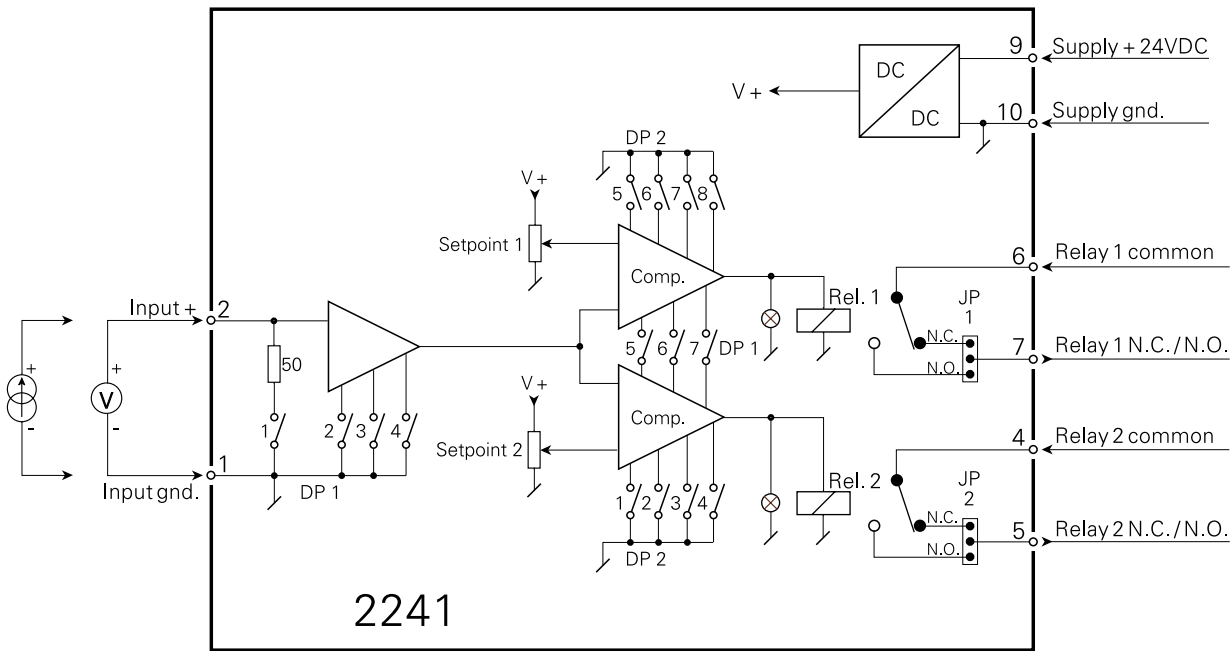 9
Supply + 24VDC
DC
V +
DC
10
Supply gnd.
DP 2
V +
5 6 7 8
Setpoint 1
Comp.
6
Relay 1 common
Input +
2
Rel. 1
JP
1
N.C.
7
Relay 1 N.C./N.O.
N.O.
50
5 6 7 DP 1
+
+
V
-
-
V+
1 2 3 4
Comp.
Setpoint 2
4
Relay 2 common
1
Input gnd.
DP 1
1 2 3 4
Rel. 2
JP
2
N.C.
5
Relay 2 N.C./N.O.
N.O.
DP 2
2241